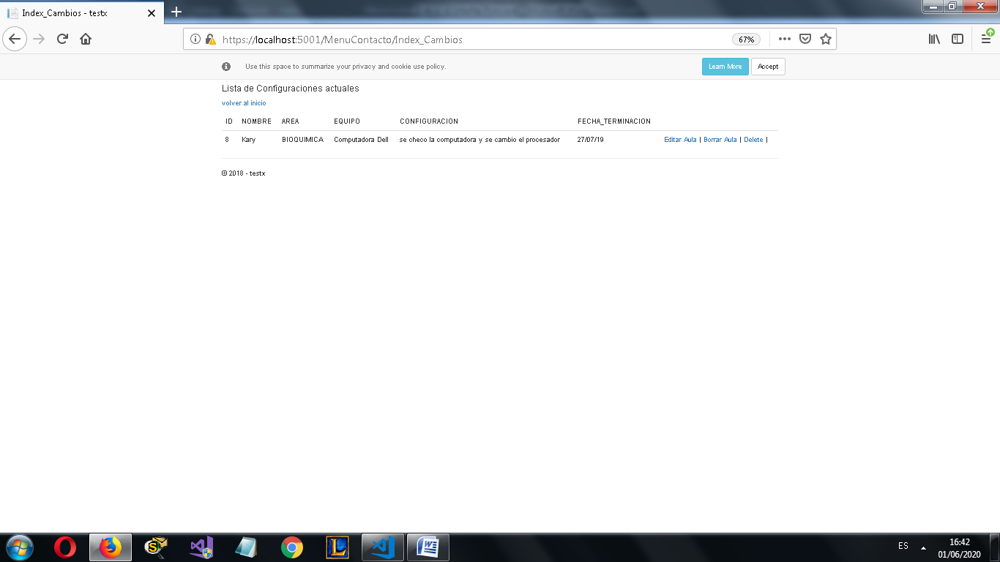 Index_Cambios - testx
https://localhost:5001/MenuContacto/Index_Cambios
67%
Use this space to summarize your privacy and cookie use policy.
Learn More
Accept
Lista de Configuraciones actuales
volver al inicio
ID NOMBRE AREA EQUIPO CONFIGURACION FECHA_TERMINACION
8 Kary BIOQUIMICA Computadora Dell se checo la computadora y se cambio el procesador 27/07/19 Editar Aula | Borrar Aula | Delete |
© 2018 - testx
ES
16:42
01/06/2020